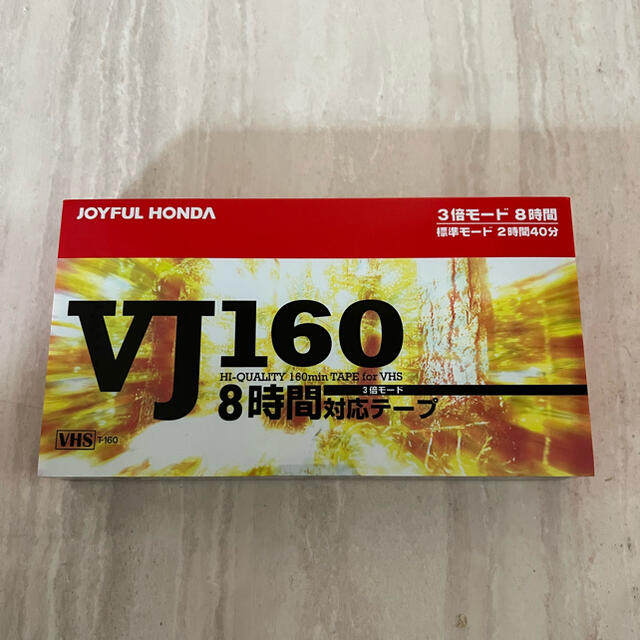 JOYFUL HONDA
3倍モード 8時間
標準モード 2時間40分
VJ160
HI-QUALITY 160min TAPE for VHS
3倍モード
8時間対応テープ
VHS T-160